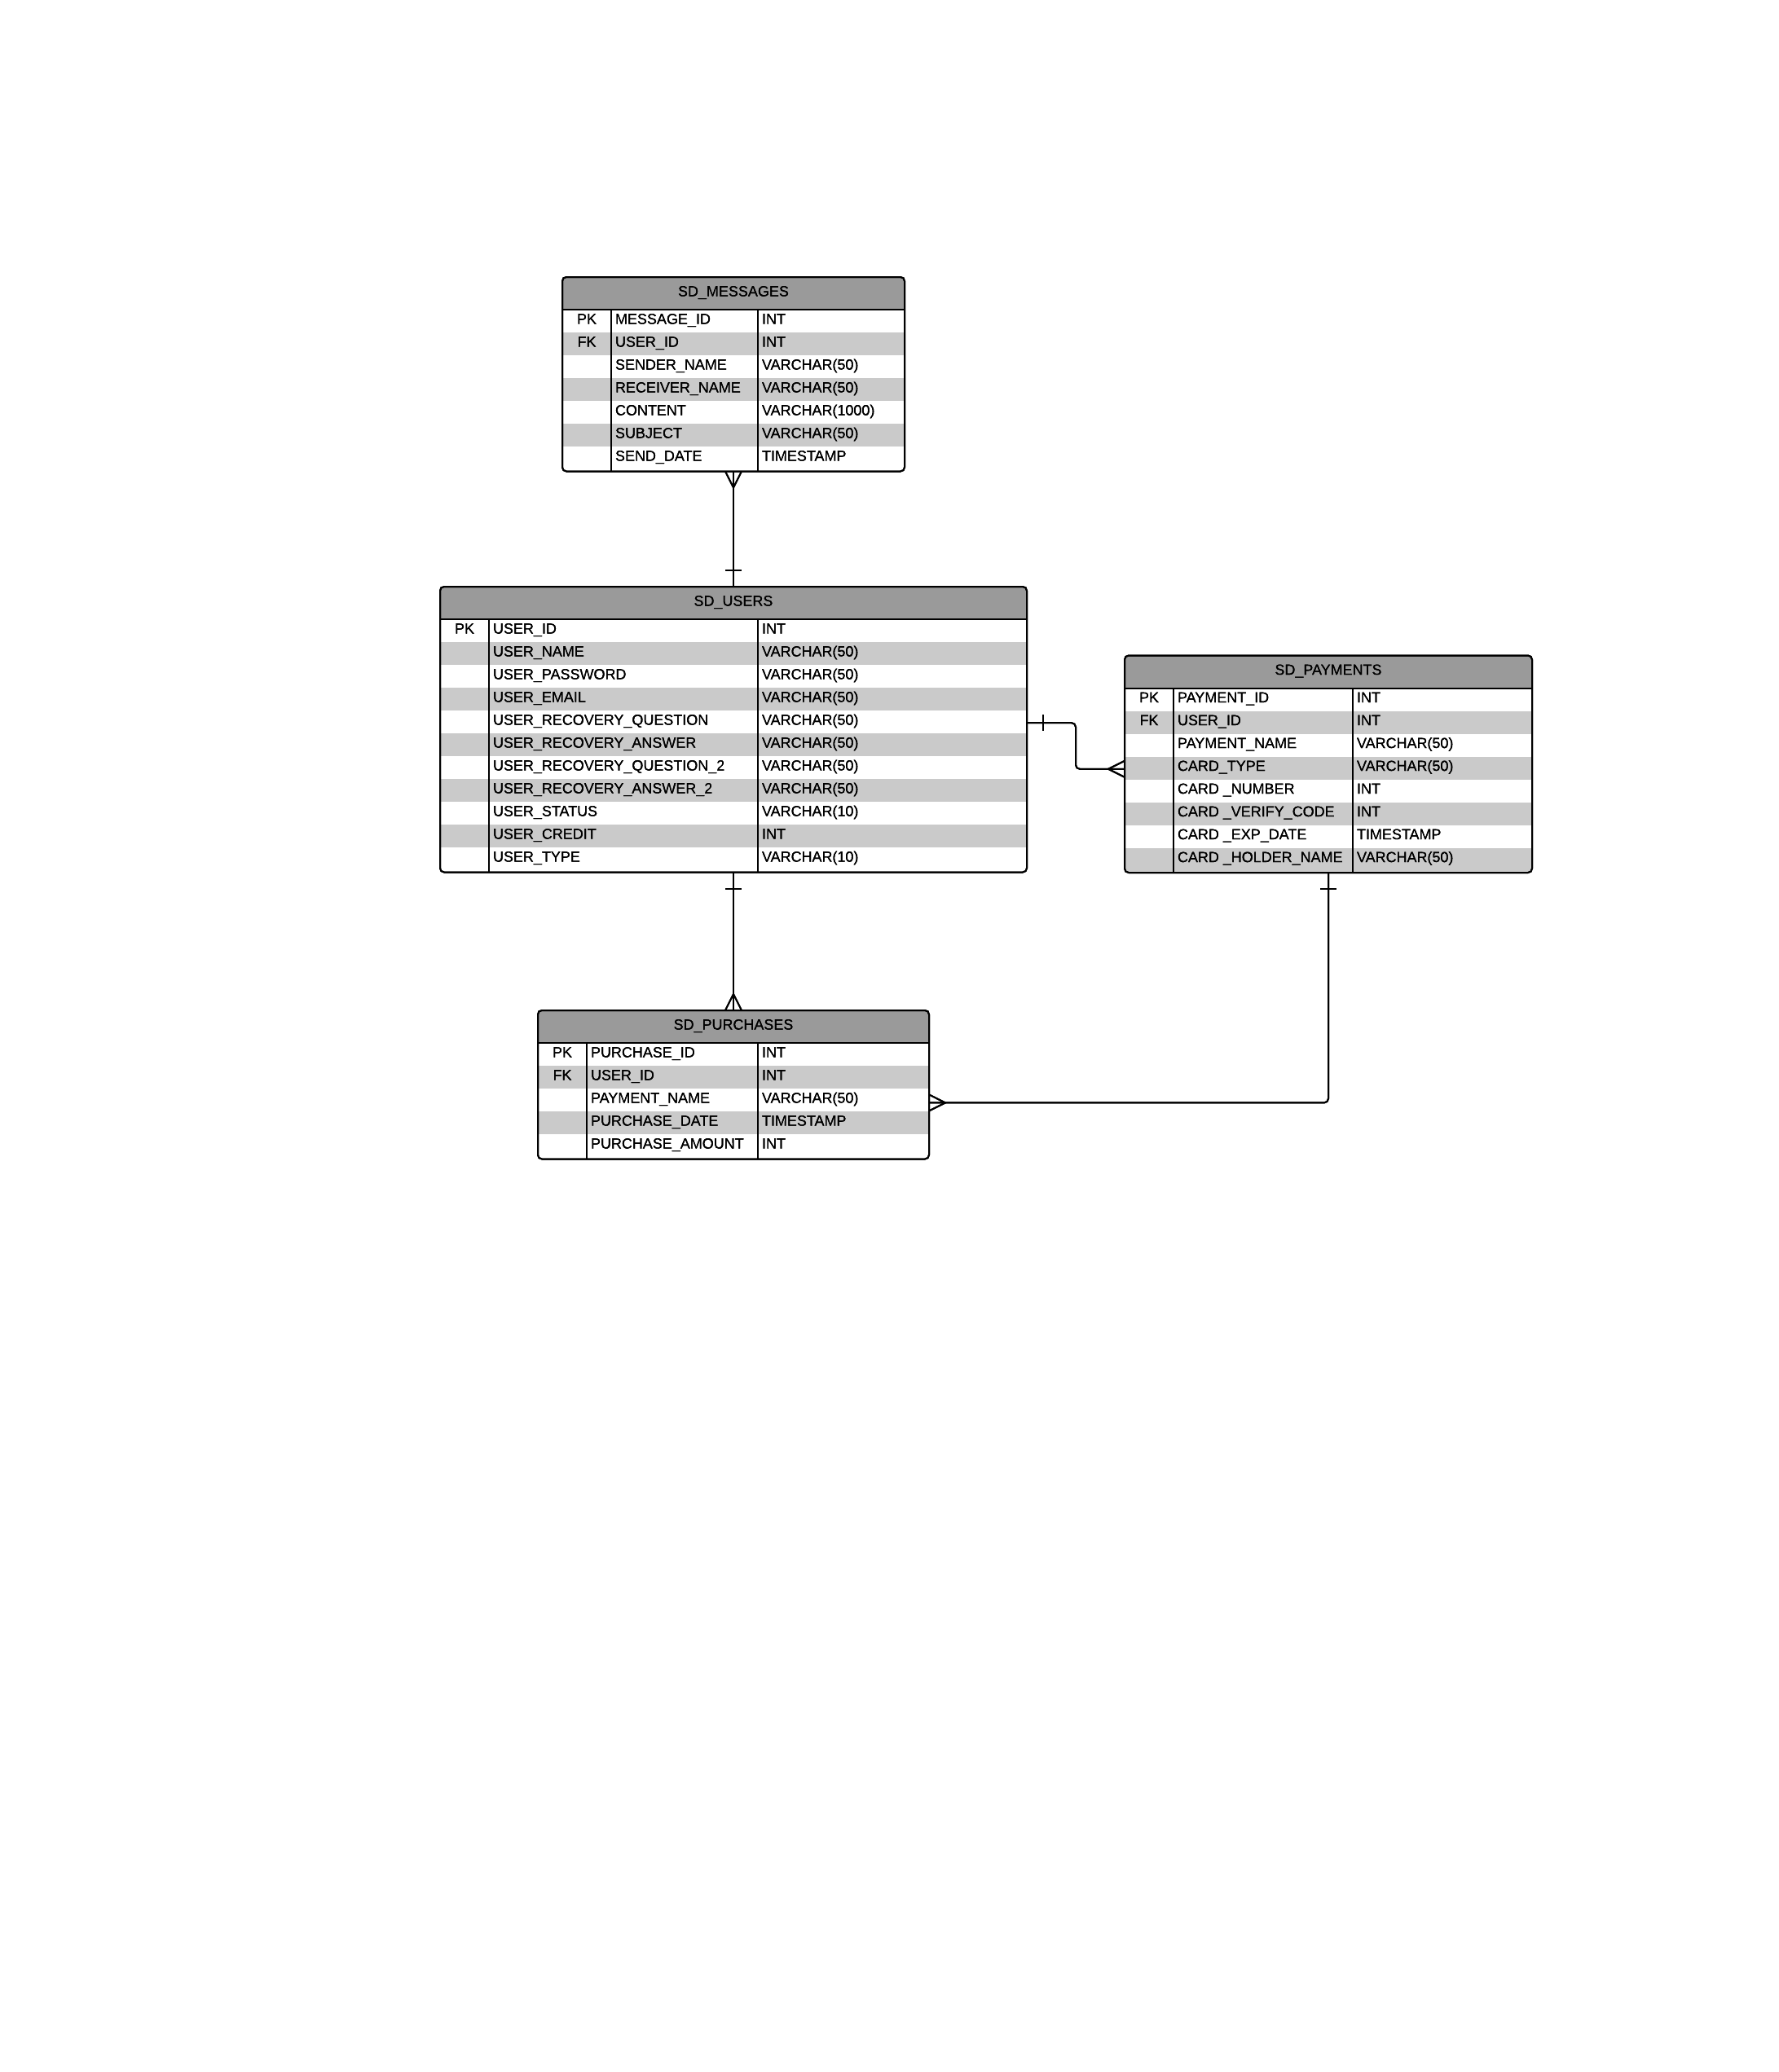 SD_MESSAGES
PK MESSAGE_ID INT
FK USER_ID INT
SENDER_NAME VARCHAR(50)
RECEIVER_NAME VARCHAR(50)
CONTENT VARCHAR(1000)
SUBJECT VARCHAR(50)
SEND_DATE TIMESTAMP
SD_USERS
PK USER_ID INT
USER_NAME VARCHAR(50)
USER_PASSWORD VARCHAR(50)
USER_EMAIL VARCHAR(50)
USER_RECOVERY_QUESTION VARCHAR(50)
USER_RECOVERY_ANSWER VARCHAR(50)
USER_RECOVERY_QUESTION_2 VARCHAR(50)
USER_RECOVERY_ANSWER_2 VARCHAR(50)
USER_STATUS VARCHAR(10)
USER_CREDIT INT
USER_TYPE VARCHAR(10)
SD_PAYMENTS
PK PAYMENT_ID INT
FK USER_ID INT
PAYMENT_NAME VARCHAR(50)
CARD_TYPE VARCHAR(50)
CARD _NUMBER INT
CARD _VERIFY_CODE INT
CARD _EXP_DATE TIMESTAMP
CARD _HOLDER_NAME VARCHAR(50)
SD_PURCHASES
PK PURCHASE_ID INT
FK USER_ID INT
PAYMENT_NAME VARCHAR(50)
PURCHASE_DATE TIMESTAMP
PURCHASE_AMOUNT INT